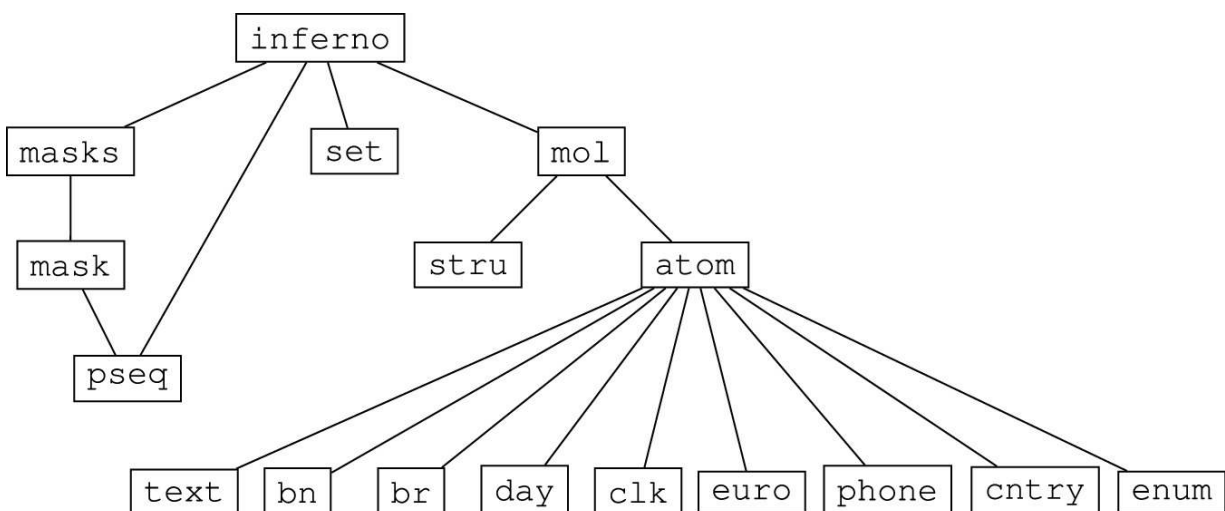 inferno
masks set mol
mask stru atom
pseq
text bn br day clk euro phone cntry enum